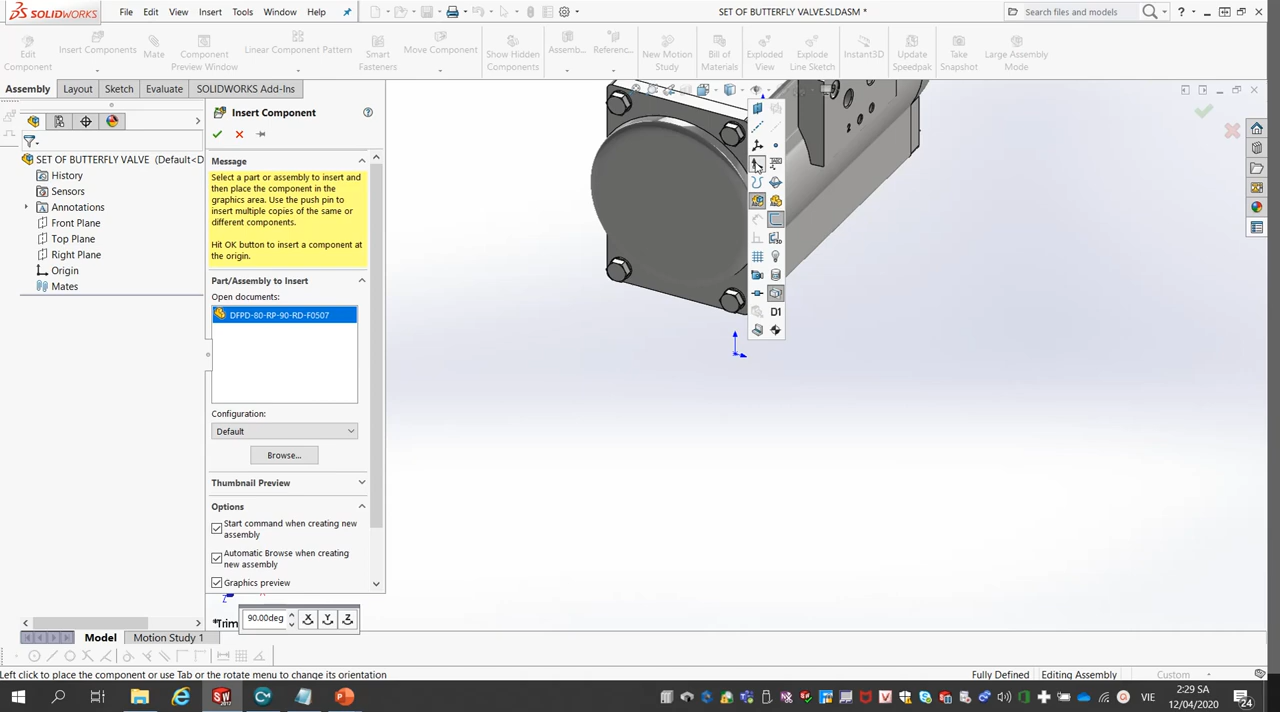 SOLIDWORKS File Edit View Insert Tools Window Help SET OF BUTTERFLY VALVE.SLDASM * Search files and models ?
Edit Component
Insert Components
Mate
Component Preview Window
Linear Component Pattern
Smart Fasteners
Move Component
Show Hidden Components
Assemb...
Referenc...
New Motion Study
Bill of Materials
Exploded View
Explode Line Sketch
Instant3D
Update Speedpak
Take Snapshot
Large Assembly Mode
Assembly Layout Sketch Evaluate SOLIDWORKS Add-Ins
SET OF BUTTERFLY VALVE (Default<D
History
Sensors
Annotations
Front Plane
Top Plane
Right Plane
Origin
Mates
Insert Component
Message
Select a part or assembly to insert and
then place the component in the
graphics area. Use the push pin to
insert multiple copies of the same or
different components.
Hit OK button to insert a component at
the origin.
Part/Assembly to Insert
Open documents:
DFPD-80-RP-90-RD-F0507
Configuration:
Default
Browse...
Thumbnail Preview
Options
Start command when creating new
assembly
Automatic Browse when creating
new assembly
Graphics preview
90.00deg X Y Z
*Trim
D1
Model Motion Study 1
Left click to place the component or use Tab or the rotate menu to change its orientation Fully Defined Editing Assembly Custom
VIE 2:29 SA
12/04/2020
24